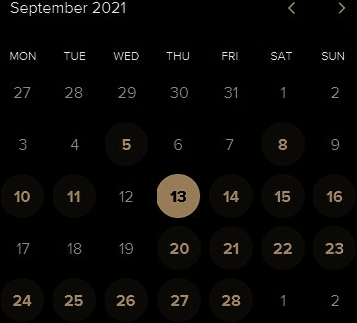 September 2021
MON TUE WED THU FRI SAT SUN
27 28 29 30 31 1 2
3 4 5 6 7 8 9
10 11 12 13 14 15 16
17 18 19 20 21 22 23
24 25 26 27 28 1 2